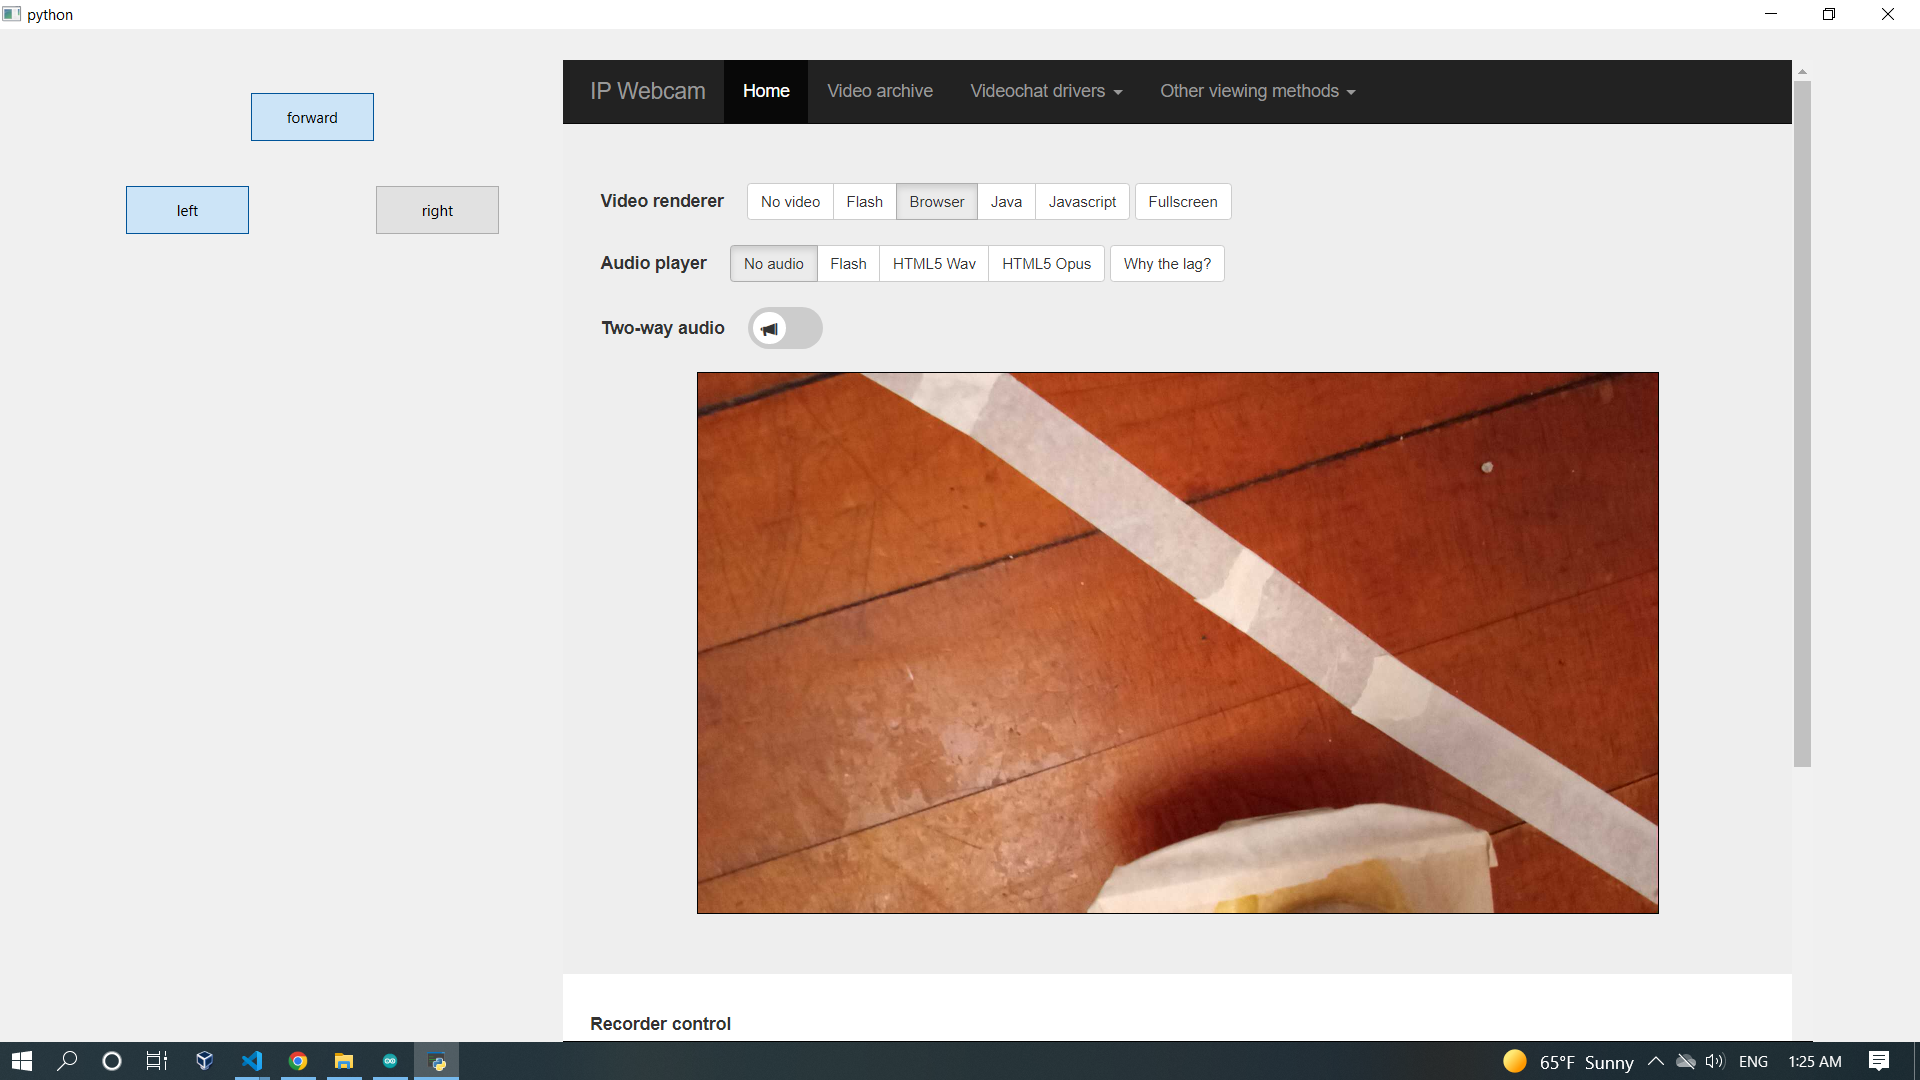 python
forward
left right
IP Webcam Home Video archive Videochat drivers Other viewing methods
Video renderer No video Flash Browser Java Javascript Fullscreen
Audio player No audio Flash HTML5 Wav HTML5 Opus Why the lag?
Two-way audio
Recorder control
65°F Sunny ENG 1:25 AM